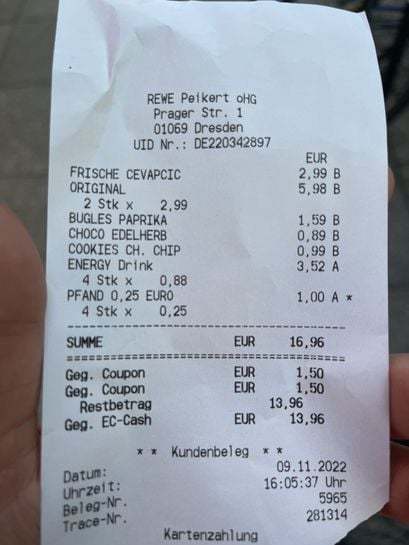 REWE Peikert oHG
Prager Str. 1
01069 Dresden
UID Nr.: DE220342897
EUR
FRISCHE CEVAPCIC 2,99 B
ORIGINAL 5,98 B
2 Stk x 2,99
BUGLES PAPRIKA 1,59 B
CHOCO EDELHERB 0,89 B
COOKIES CH. CHIP 0,99 B
ENERGY Drink 3,52 A
4 Stk x 0,88
PFAND 0,25 EURO 1,00 A *
4 Stk x 0,25
SUMME EUR 16,96
Geg. Coupon EUR 1,50
Geg. Coupon EUR 1,50
Restbetrag 13,96
Geg. EC-Cash EUR 13,96
* * Kundenbeleg * *
Datum: 09.11.2022
Uhrzeit: 16:05:37 Uhr
Beleg-Nr. 5965
Trace-Nr. 281314
Kartenzahlung